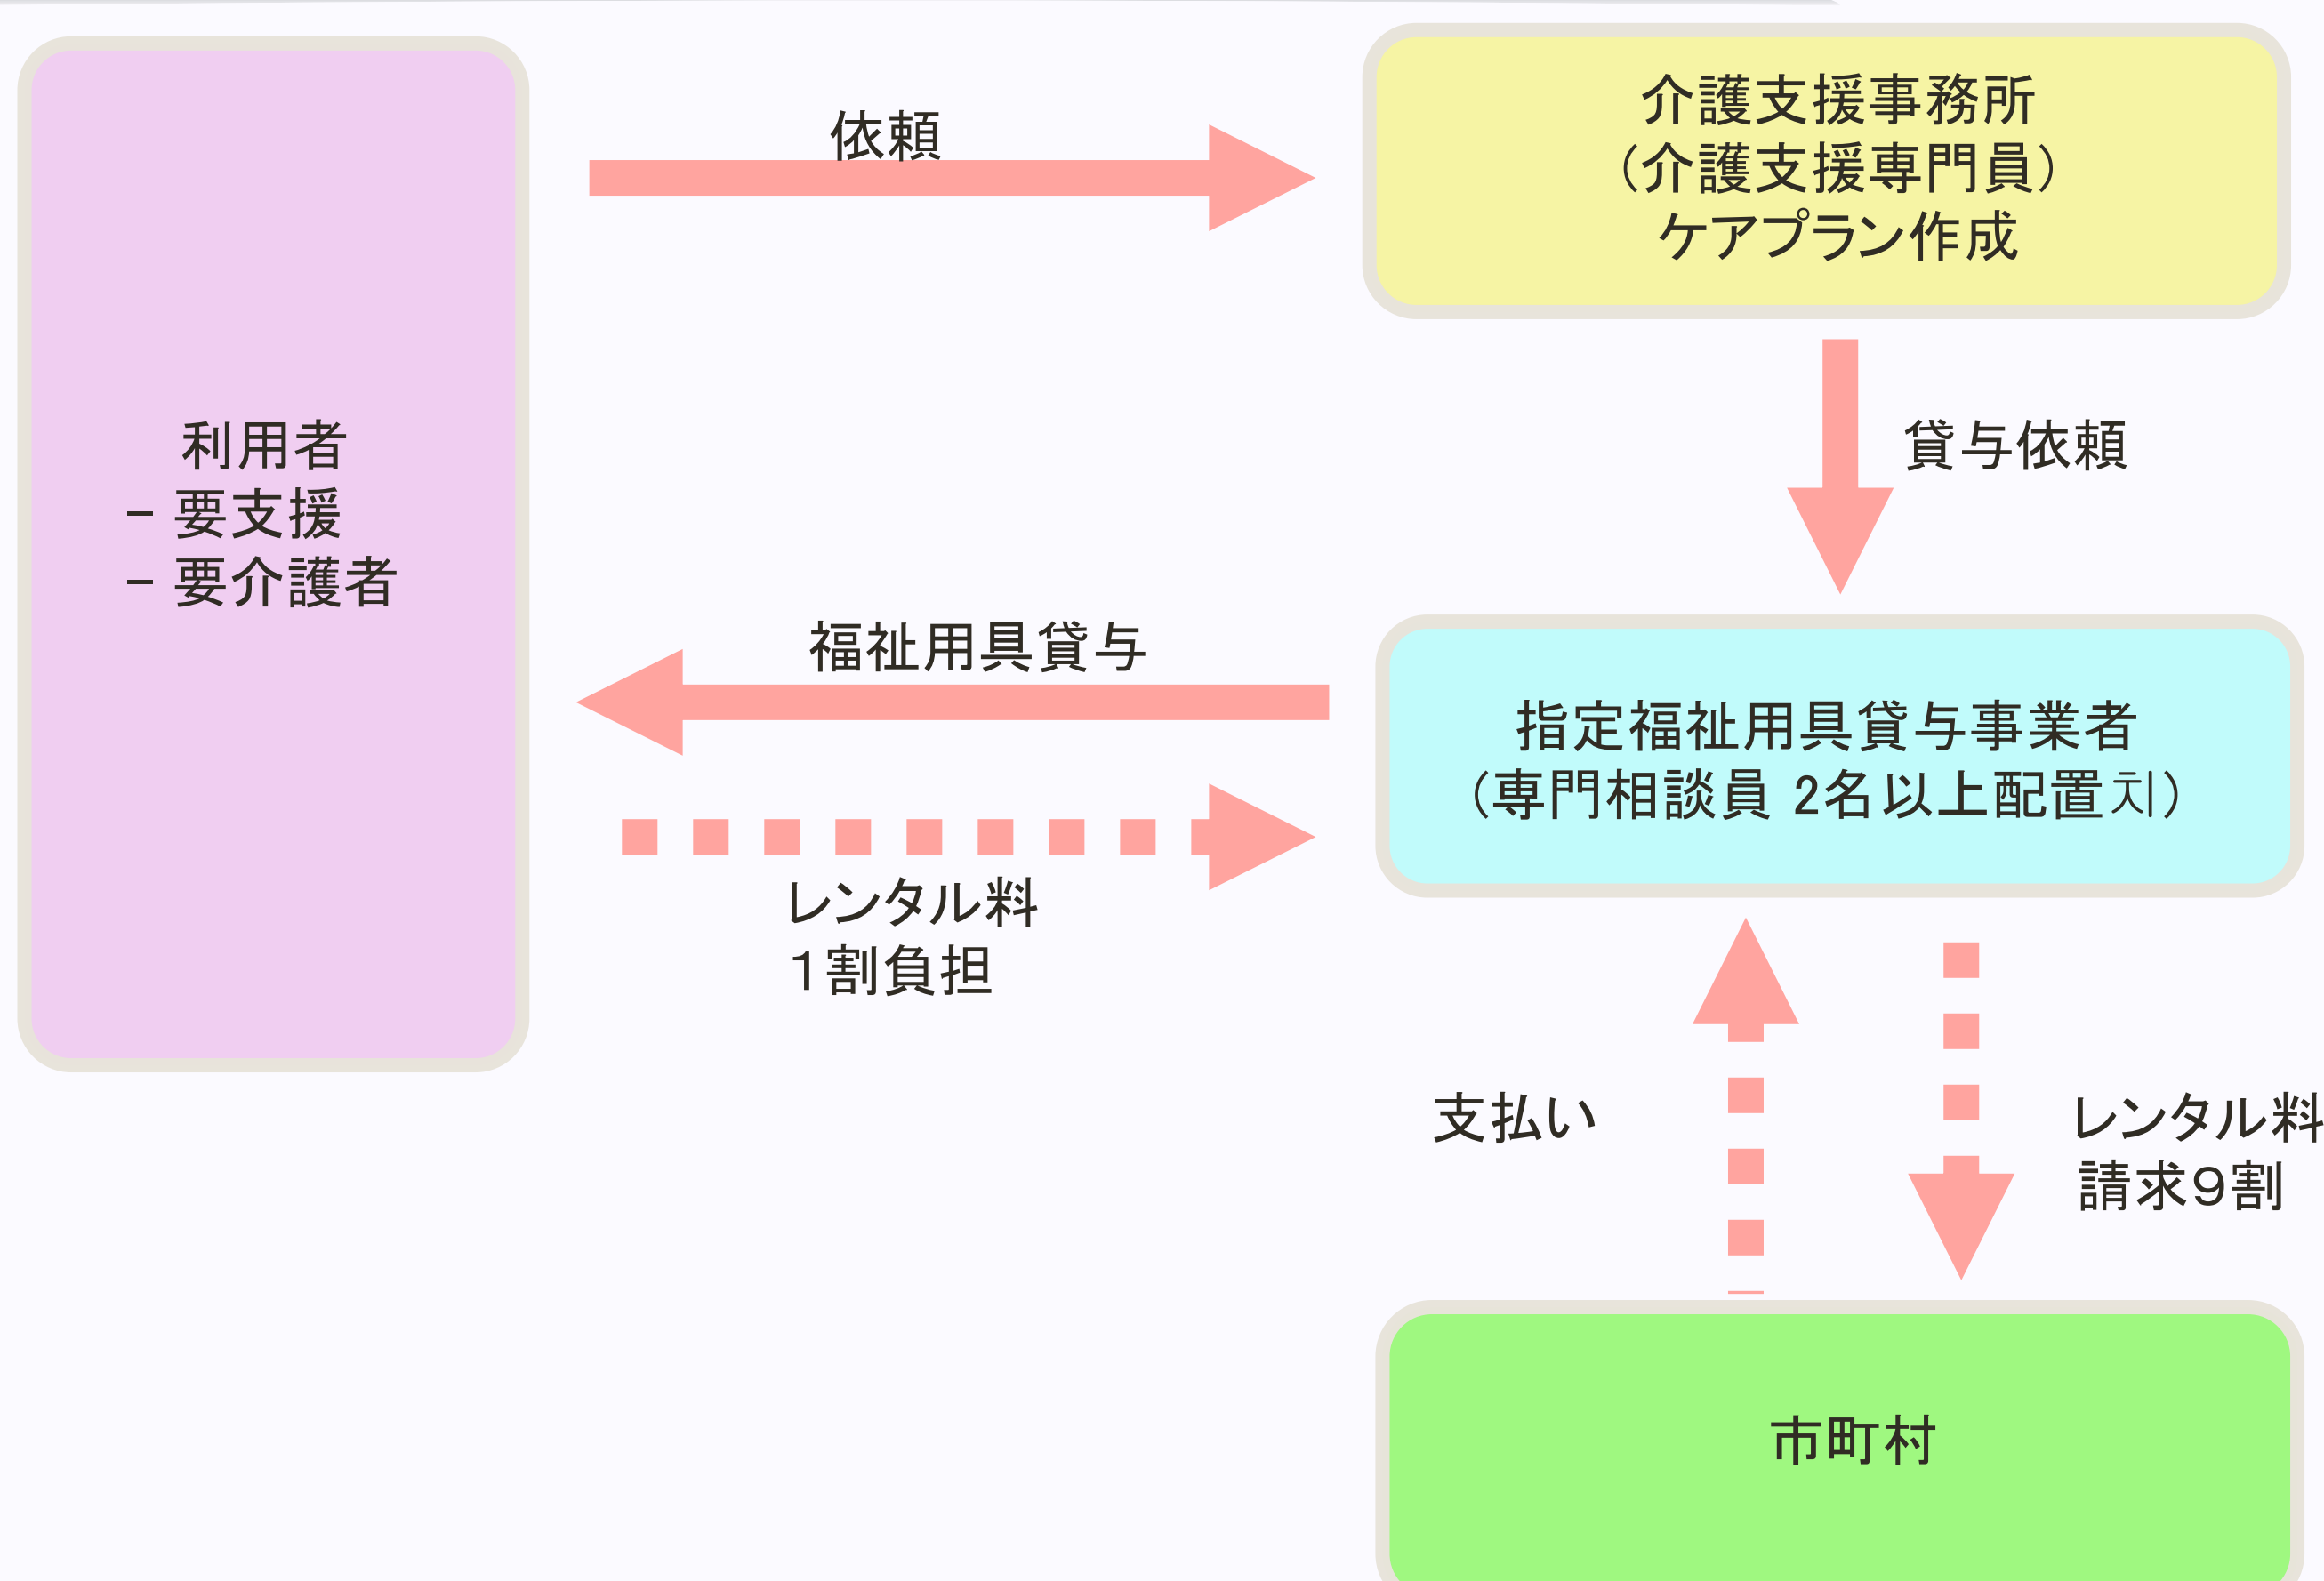 利用者
– 要支援
– 要介護者
依頼
介護支援事務所
(介護支援専門員)
ケアプラン作成
貸与依頼
福祉用具貸与
指定福祉用具貸与事業者
(専門相談員 2名以上配置)
レンタル料
1割負担
支払い
レンタル料
請求9割
市町村